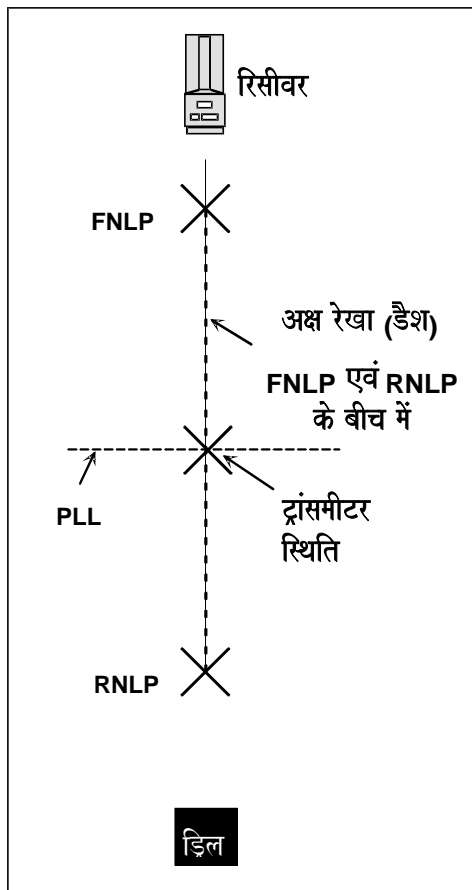 रिसीवर
FNLP
अक्ष रेखा (डैश)
FNLP एवं RNLP
के बीच में
PLL
ट्रांसमीटर
स्थिति
RNLP
ड्रिल